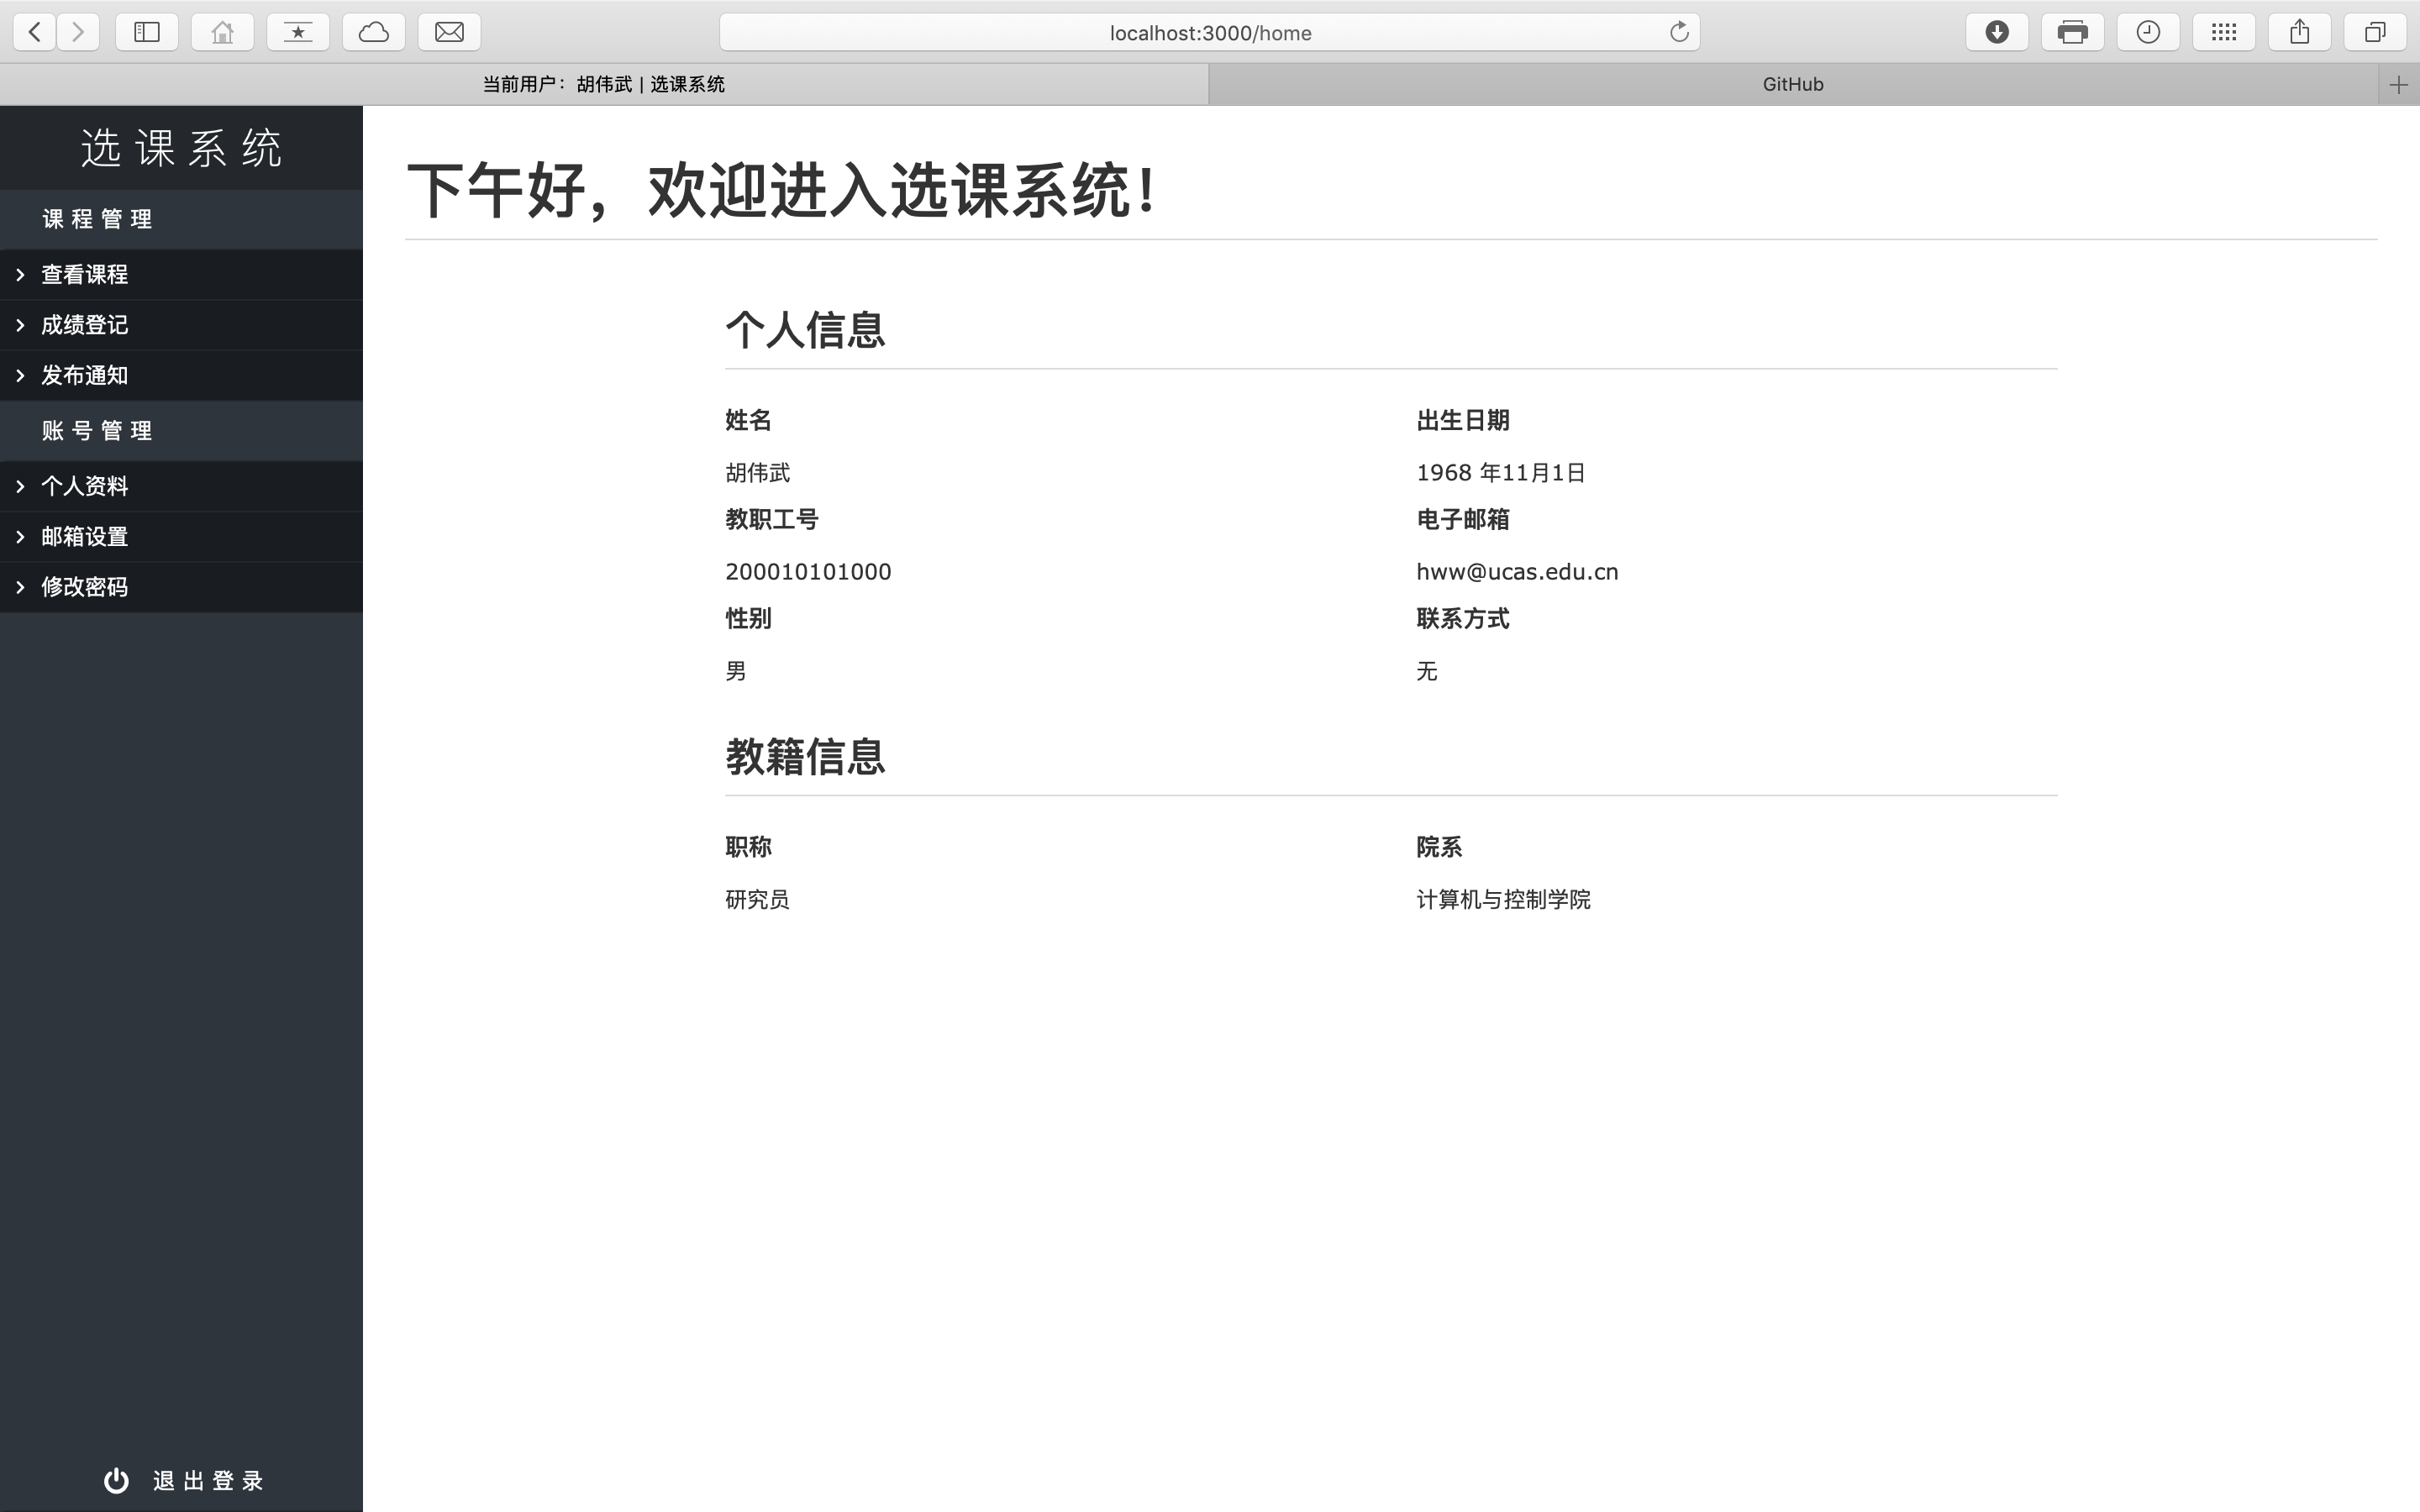 localhost:3000/home
当前用户：胡伟武 | 选课系统
GitHub
选课系统
课程管理
查看课程
成绩登记
发布通知
账号管理
个人资料
邮箱设置
修改密码
退出登录
下午好，欢迎进入选课系统！
个人信息
姓名
出生日期
胡伟武
1968 年11月1日
教职工号
电子邮箱
200010101000
hww@ucas.edu.cn
性别
联系方式
男
无
教籍信息
职称
院系
研究员
计算机与控制学院